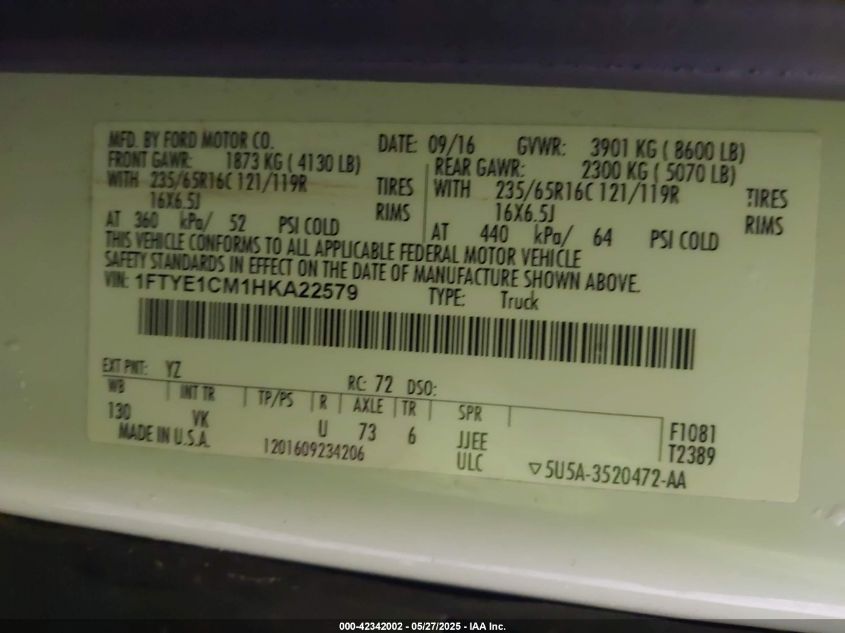 MFD. BY FORD MOTOR CO. DATE: 09/16 GVWR: 3901 KG ( 8600 LB)
FRONT GAWR: 1873 KG ( 4130 LB) REAR GAWR: 2300 KG ( 5070 LB)
WITH 235/65R16C 121/119R TIRES WITH 235/65R16C 121/119R TIRES
16X6.5J RIMS 16X6.5J RIMS
AT 360 kPa/ 52 PSI COLD AT 440 kPa/ 64 PSI COLD
THIS VEHICLE CONFORMS TO ALL APPLICABLE FEDERAL MOTOR VEHICLE
SAFETY STANDARDS IN EFFECT ON THE DATE OF MANUFACTURE SHOWN ABOVE.
VIN: 1FTYE1CM1HKA22579 TYPE: Truck
EXT PNT: YZ RC: 72 DSO:
WB INT TR TP/PS R AXLE TR SPR
130 VK U 73 6 JJEE F1081
MADE IN U.S.A. 1201609234206 ULC T2389
▽5U5A-3520472-AA
000-42342002 - 05/27/2025 - IAA Inc.